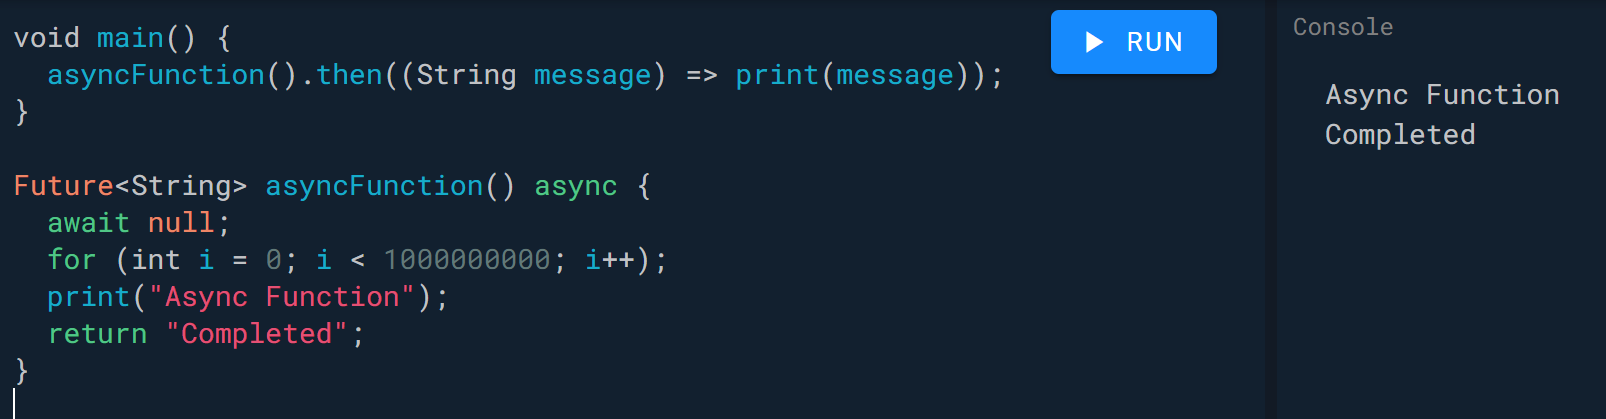 void main() {
  asyncFunction().then((String message) => print(message));
}

Future<String> asyncFunction() async {
  await null;
  for (int i = 0; i < 1000000000; i++);
  print("Async Function");
  return "Completed";
}
RUN
Console
Async Function
Completed